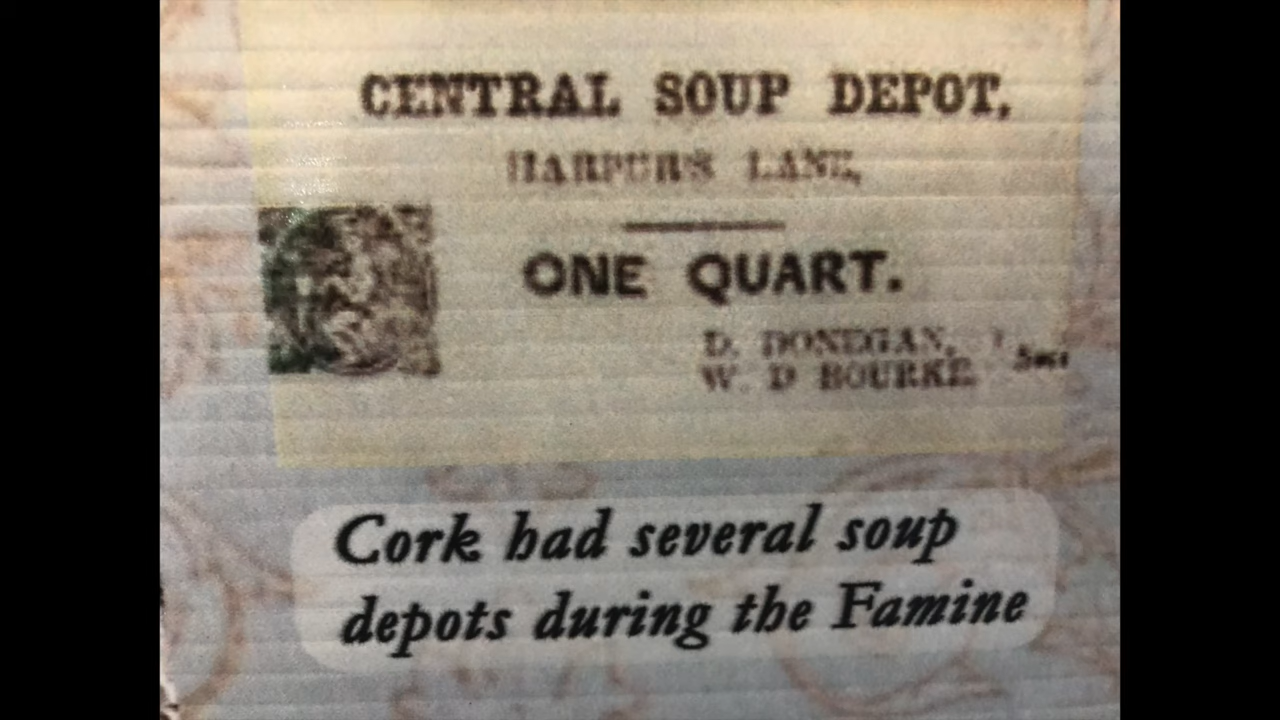 CENTRAL SOUP DEPOT,
HARPUR'S LANE,
ONE QUART.
D. DONEGAN,
W. D BOURKE
Cork had several soup
depots during the Famine